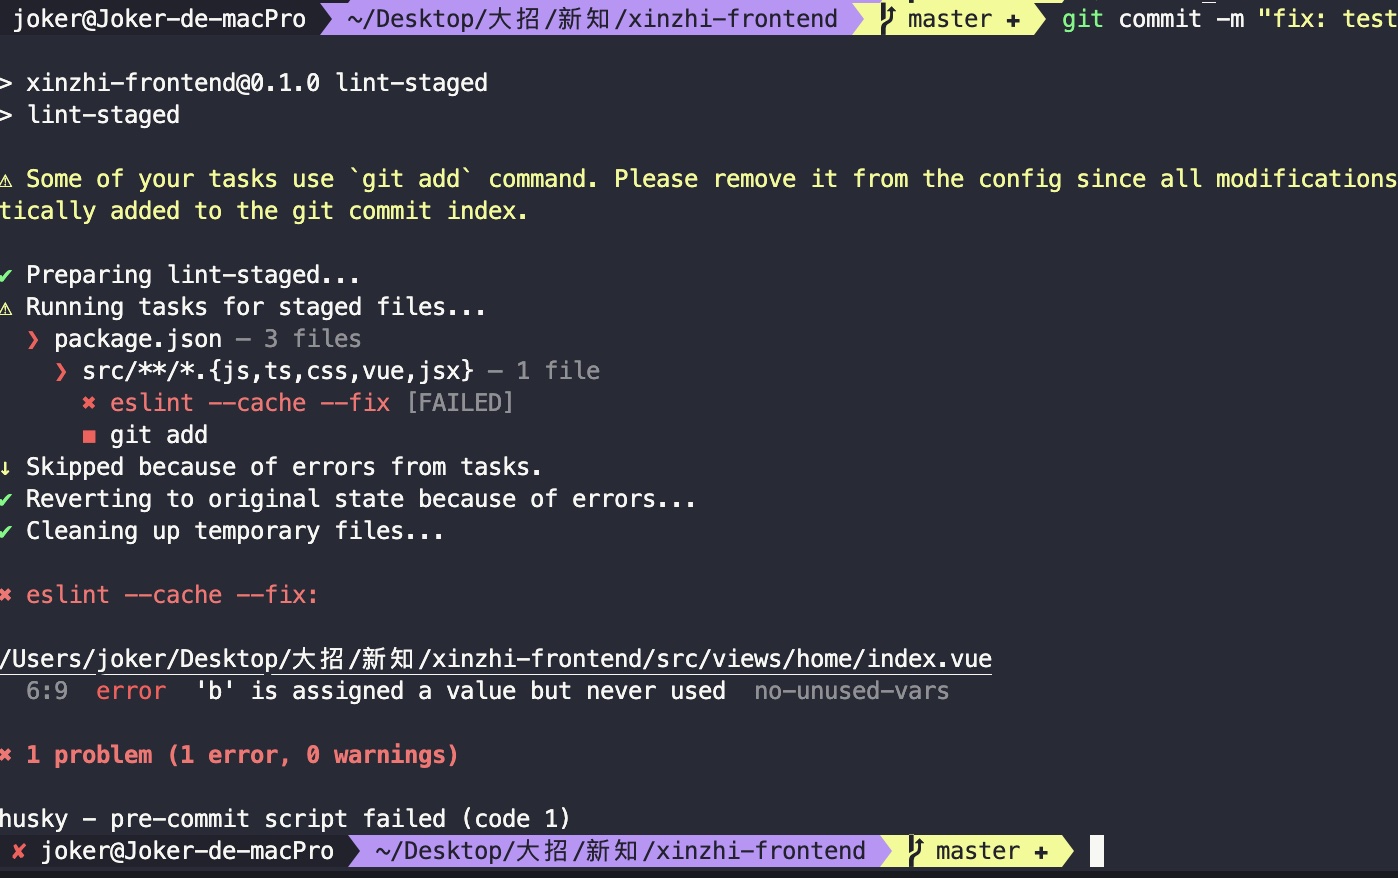 joker@Joker-de-macPro ~/Desktop/大招/新知/xinzhi-frontend master + git commit -m "fix: test
> xinzhi-frontend@0.1.0 lint-staged
> lint-staged
⚠ Some of your tasks use `git add` command. Please remove it from the config since all modifications
tically added to the git commit index.
✔ Preparing lint-staged...
⚠ Running tasks for staged files...
❯ package.json — 3 files
❯ src/**/*.{js,ts,css,vue,jsx} — 1 file
✖ eslint --cache --fix [FAILED]
■ git add
↓ Skipped because of errors from tasks.
✔ Reverting to original state because of errors...
✔ Cleaning up temporary files...
✖ eslint --cache --fix:
/Users/joker/Desktop/大招/新知/xinzhi-frontend/src/views/home/index.vue
6:9 error 'b' is assigned a value but never used no-unused-vars
✖ 1 problem (1 error, 0 warnings)
husky - pre-commit script failed (code 1)
✘ joker@Joker-de-macPro ~/Desktop/大招/新知/xinzhi-frontend master +